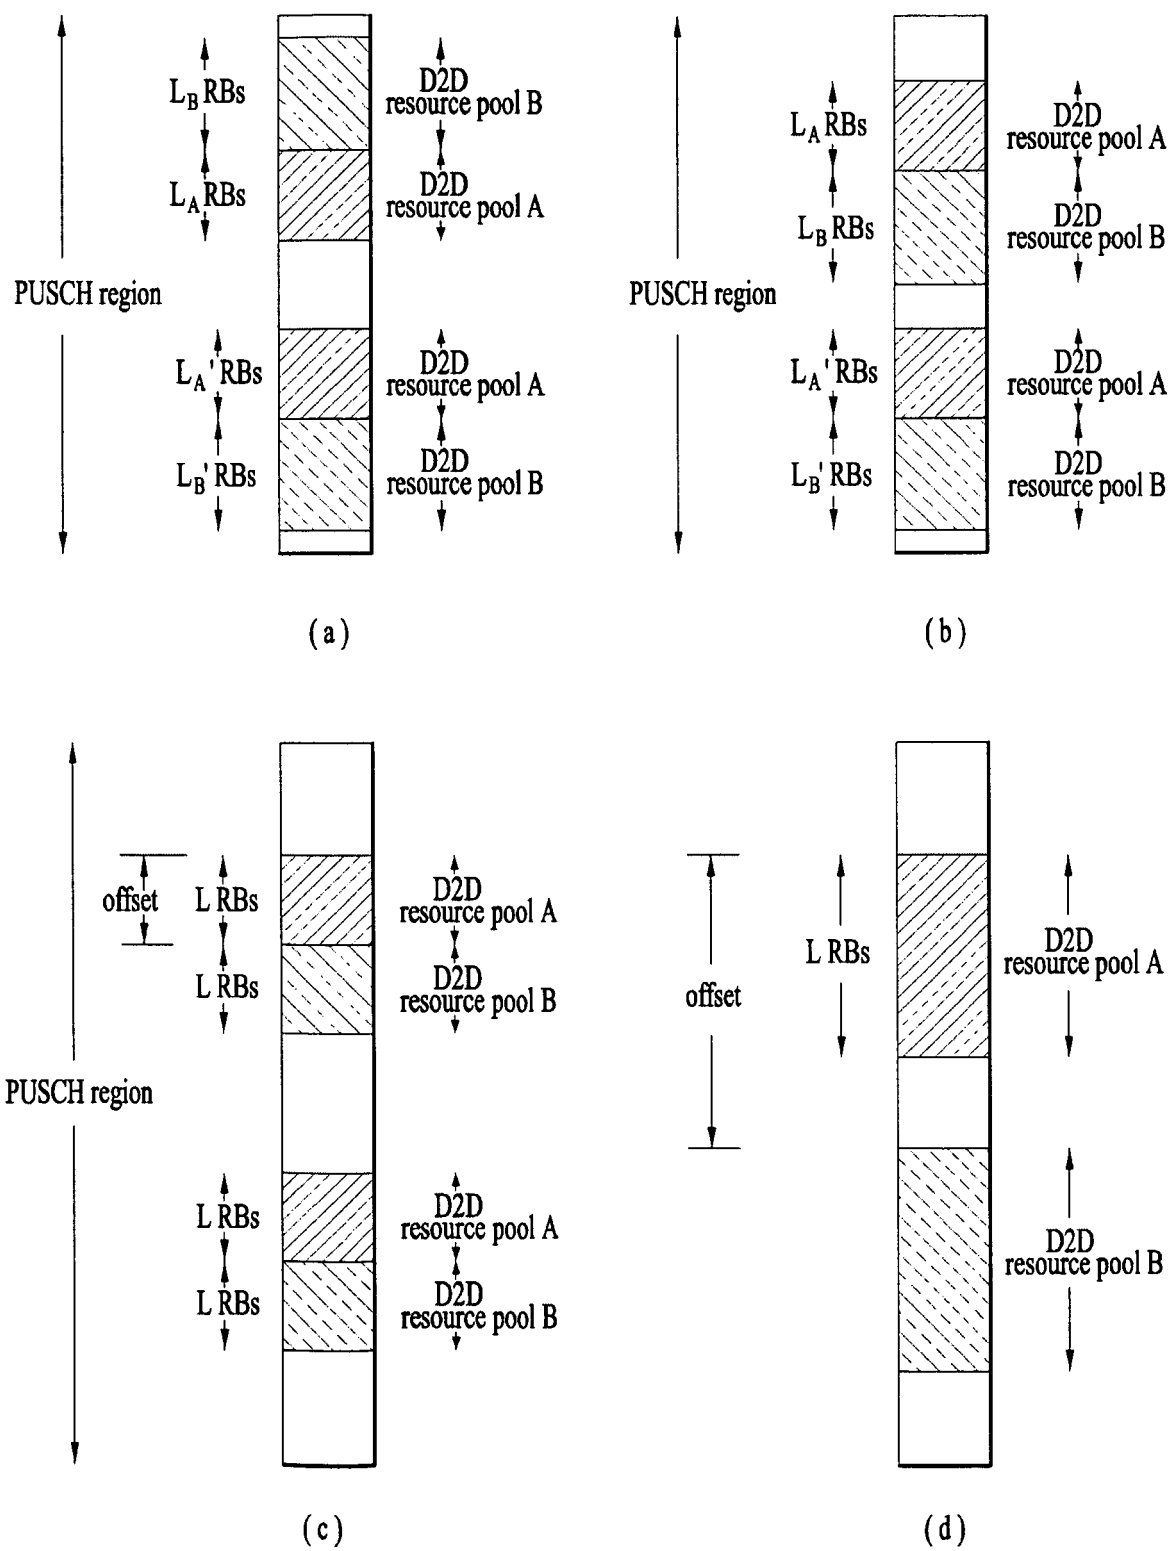 L_B RBs
D2D
resource pool B
L_A RBs
D2D
resource pool A
PUSCH region
L_A' RBs
D2D
resource pool A
L_B' RBs
D2D
resource pool B
(a)
L_A RBs
D2D
resource pool A
L_B RBs
D2D
resource pool B
PUSCH region
L_A' RBs
D2D
resource pool A
L_B' RBs
D2D
resource pool B
(b)
offset
L RBs
D2D
resource pool A
L RBs
D2D
resource pool B
PUSCH region
L RBs
D2D
resource pool A
L RBs
D2D
resource pool B
(c)
offset
L RBs
D2D
resource pool A
D2D
resource pool B
(d)